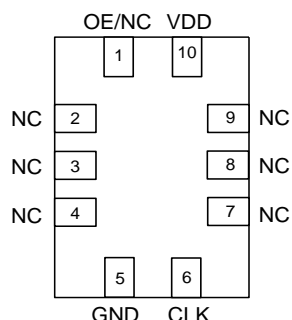 OE/NC VDD
1 10
NC 2 9 NC
NC 3 8 NC
NC 4 7 NC
5 6
GND CLK